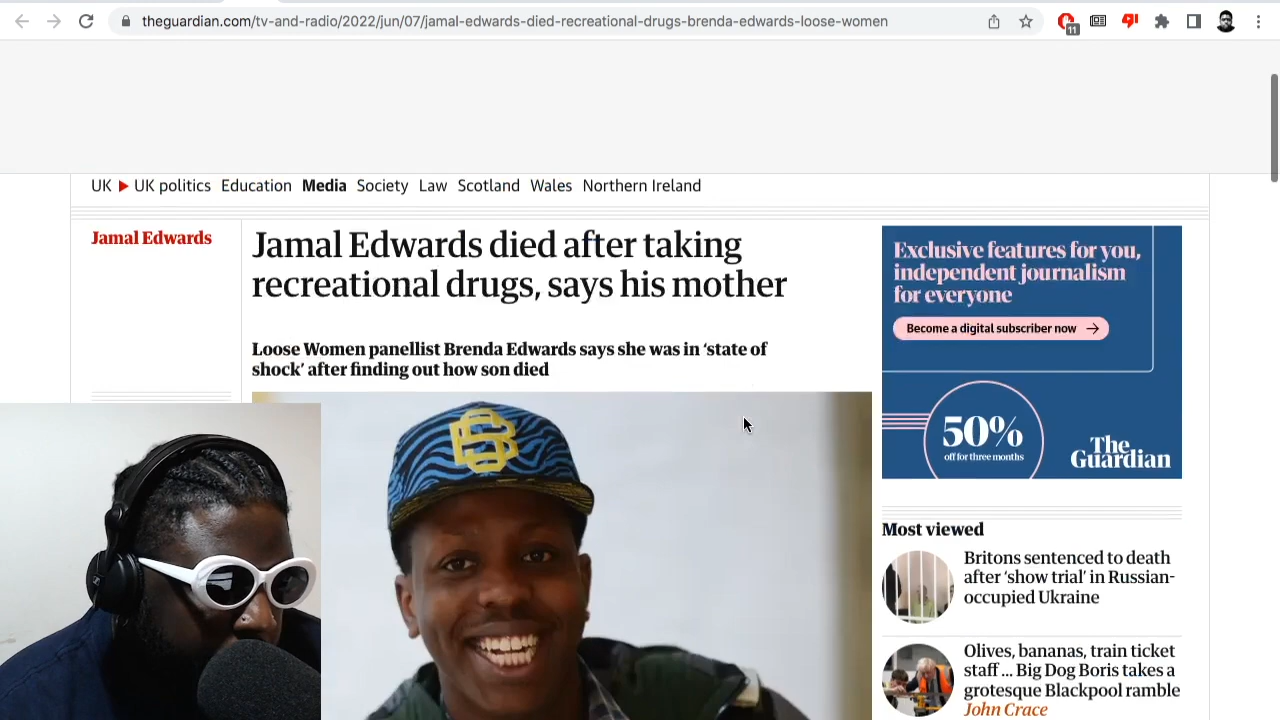 theguardian.com/tv-and-radio/2022/jun/07/jamal-edwards-died-recreational-drugs-brenda-edwards-loose-women
11
UK UK politics Education Media Society Law Scotland Wales Northern Ireland
Jamal Edwards
Jamal Edwards died after taking
recreational drugs, says his mother
Loose Women panellist Brenda Edwards says she was in ‘state of
shock’ after finding out how son died
Exclusive features for you,
independent journalism
for everyone
Become a digital subscriber now
50%
off for three months
The
Guardian
Most viewed
Britons sentenced to death
after ‘show trial’ in Russian-
occupied Ukraine
Olives, bananas, train ticket
staff ... Big Dog Boris takes a
grotesque Blackpool ramble
John Crace